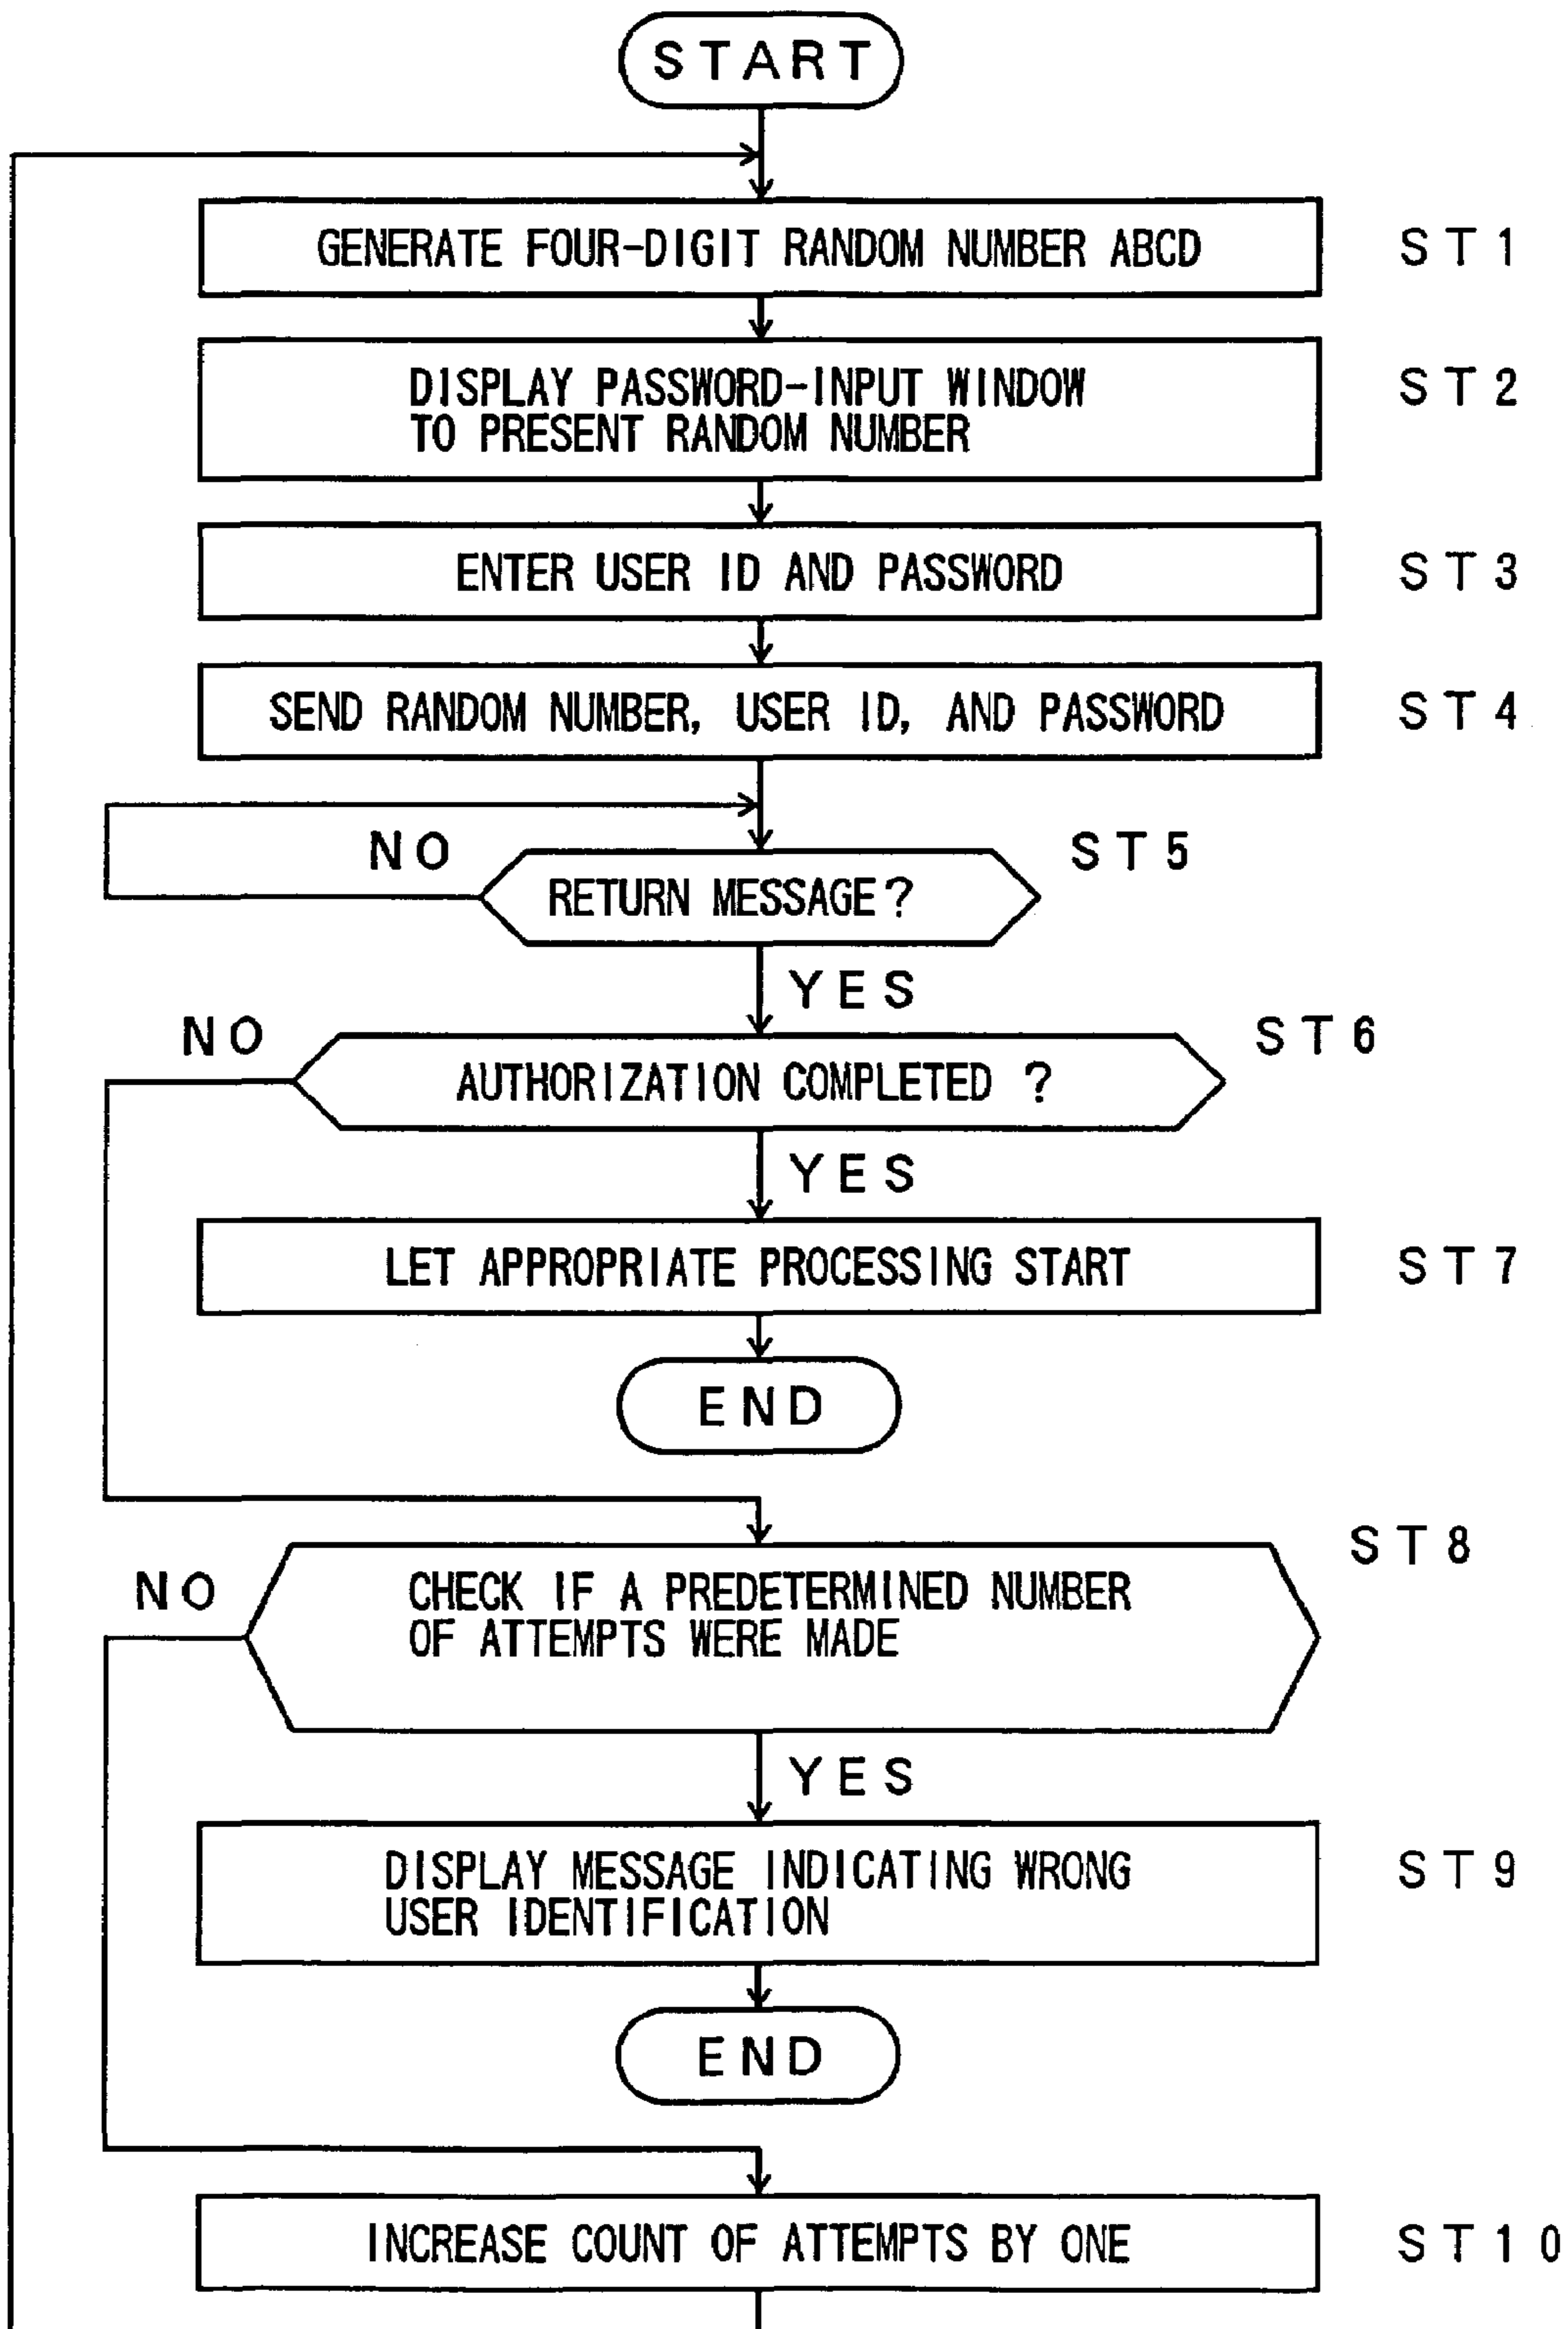 START
GENERATE FOUR-DIGIT RANDOM NUMBER ABCD
ST1
DISPLAY PASSWORD-INPUT WINDOW
TO PRESENT RANDOM NUMBER
ST2
ENTER USER ID AND PASSWORD
ST3
SEND RANDOM NUMBER, USER ID, AND PASSWORD
ST4
NO
RETURN MESSAGE?
ST5
YES
NO
AUTHORIZATION COMPLETED ?
ST6
YES
LET APPROPRIATE PROCESSING START
ST7
END
NO
CHECK IF A PREDETERMINED NUMBER
OF ATTEMPTS WERE MADE
ST8
YES
DISPLAY MESSAGE INDICATING WRONG
USER IDENTIFICATION
ST9
END
INCREASE COUNT OF ATTEMPTS BY ONE
ST10